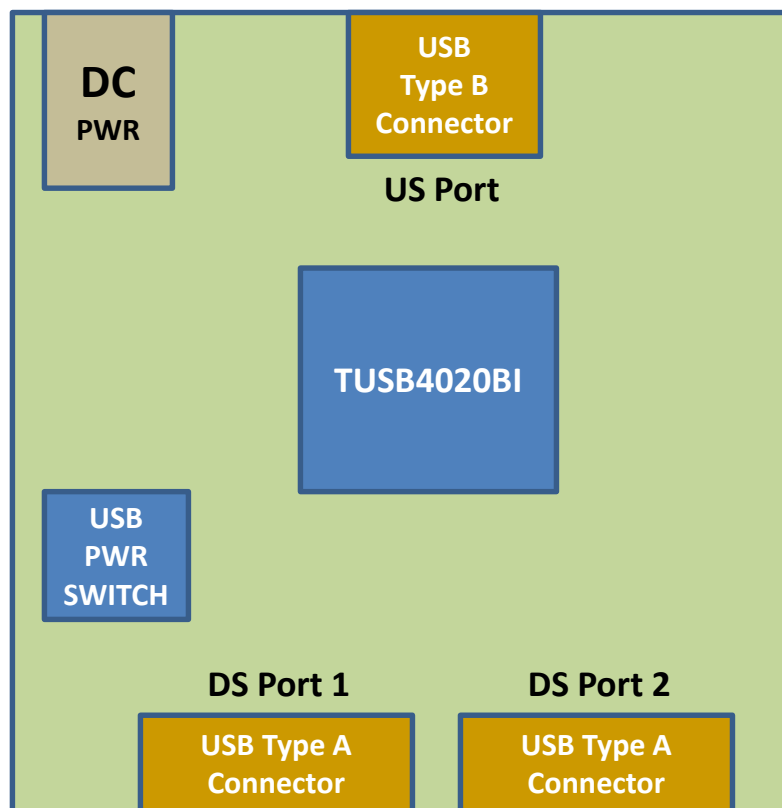 DC
PWR
USB
Type B
Connector
US Port
TUSB4020BI
USB
PWR
SWITCH
DS Port 1
DS Port 2
USB Type A
Connector
USB Type A
Connector